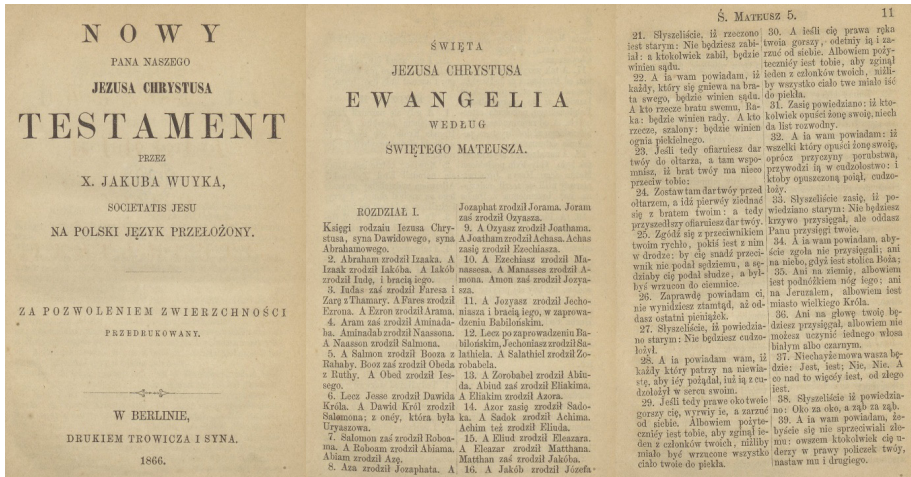 NOWY
PANA NASZEGO
JEZUSA CHRYSTUSA
TESTAMENT
PRZEZ
X. JAKUBA WUYKA,
SOCIETATIS JESU
NA POLSKI JĘZYK PRZEŁOŻONY.
ZA POZWOLENIEM ZWIERZCHNOŚCI
PRZEDRUKOWANY.
W BERLINIE,
DRUKIEM TROWICZA I SYNA.
1866.
ŚWIĘTA
JEZUSA CHRYSTUSA
EWANGELIA
WEDŁUG
ŚWIĘTEGO MATEUSZA.
ROZDZIAŁ I.
Księgi rodzaiu Iezusa Chry-
stusa, syna Dawidowego, syna
Abrahamowego.
2. Abraham zrodził Izaaka. A
Izaak zrodził Iakóba. A Iakób
zrodził Iudę, i bracią iego.
3. Iudas zaś zrodził Faresa i
Zarę z Thamary. A Fares zrodził
Ezrona. A Ezron zrodził Arama.
4. Aram zaś zrodził Aminada-
ba. Aminadab zrodził Naassona.
A Naasson zrodził Salmona.
5. A Salmon zrodził Booza z
Rahaby. Booz zaś zrodził Obeda
z Ruthy. A Obed zrodził Ies-
sego.
6. Lecz Jesse zrodził Dawida
Króla. A Dawid Król zrodził
Salomona; z onéy, która była
Uryaszowa.
7. Salomon zaś zrodził Roboa-
ma. A Roboam zrodził Abiama.
Abiam zrodził Azę.
8. Aza zrodził Jozaphata. A
Jozaphat zrodził Jorama. Joram
zaś zrodził Ozyasza.
9. A Ozyasz zrodził Joathama.
A Joatham zrodził Achasa. Achas
zasię zrodził Ezechiasza.
10. A Ezechiasz zrodził Ma-
nassesa. A Manasses zrodził A-
mona. Amon zaś zrodził Jozya-
sza.
11. A Jozyasz zrodził Jecho-
niasza i bracią iego, w zaprowa-
dzeniu Babilońskim.
12. Lecz po zaprowadzeniu Ba-
bilońskim, Jechoniasz zrodził Sa-
lathiela. A Salathiel zrodził Zo-
robabela.
13. A Zorobabel zrodził Abiu-
da. Abiud zaś zrodził Eliakima.
A Eliakim zrodził Azora.
14. Azor zasię zrodził Sado-
ka. A Sadok zrodził Achima.
Achim też zrodził Eliuda.
15. A Eliud zrodził Eleazara.
A Eleazar zrodził Matthana.
Matthan zaś zrodził Jakóba.
16. A Jakób zrodził Józefa
Ś. MATEUSZ 5. 11
21. Słyszeliście, iż rzeczono
iest starym: Nie będziesz zabi-
iał: a ktokolwiek zabił, będzie
winien sądu.
22. A ia wam powiadam, iż
każdy, który się gniewa na bra-
ta swego, będzie winien sądu.
A kto rzecze bratu swemu, Ra-
ka: będzie winien rady. A kto
rzecze, szalony: będzie winien
ognia piekielnego.
23. Jeśli tedy ofiaruiesz dar
twóy do ołtarza, a tam wspo-
mnisz, iż brat twóy ma nieco
przeciw tobie:
24. Zostaw tam dar twóy przed
ołtarzem, a idź pierwéy ziednać
się z bratem twoim: a tedy
przyszedłszy ofiaruiesz dar twóy.
25. Zgódź się z przeciwnikiem
twoim rychło, pokiś iest z nim
w drodze: by cię snadź przeci-
wnik nie podał sędziemu, a sę-
dziaby cię podał słudze, a był-
byś wrzucon do ciemnice.
26. Zaprawdę powiadam ci,
nie wynidziesz ztamtąd, aż od-
dasz ostatni pieniążek.
27. Słyszeliście, iż powiedzia-
no starym: Nie będziesz cudzo-
łożył.
28. A ia powiadam wam, iż
każdy który patrzy na niewia-
stę, aby iéy pożądał, iuż ią z cu-
dzołożył w sercu swoim.
29. Jeśli tedy prawe oko twoie
gorszy cię, wyrwiy ie, a zarzuć
od siebie. Albowiem pożyte-
czniéy iest tobie, aby zginął ie-
den z członków twoich, niźliby
miało być wrzucone wszystko
ciało twoie do piekła.
30. A ieśli cię prawa ręka
twoia gorszy, odetniy ią i za-
rzuć od siebie. Albowiem poży-
teczniéy iest tobie, aby zginął
ieden z członków twoich, niźli-
by wszystko ciało twe miało iść
do piekła.
31. Zasię powiedziano: iż kto-
kolwiek opuści żonę swoię, niech
da list rozwodny.
32. A ia wam powiadam: iż
wszelki który opuści żonę swoię,
oprócz przyczyny porubstwa,
przywodzi ią w cudzołostwo: i
ktoby opuszczoną poiął, cudzo-
łoży.
33. Słyszeliście zasię, iż po-
wiedziano starym: Nie będziesz
krzywo przysięgał, ale oddasz
Panu przysięgi twoie.
34. A ia wam powiadam, aby-
ście zgoła nie przysięgali; ani
na niebo, gdyż iest stolica Boża;
35. Ani na ziemię, albowiem
iest podnóżkiem nóg iego; ani
na Jeruzalem, albowiem iest
miasto wielkiego Króla.
36. Ani na głowę twoię bę-
dziesz przysięgał, albowiem nie
możesz uczynić iednego włosa
białym albo czarnym.
37. Niechayże mowa wasza bę-
dzie: Jest, iest; Nie, Nie. A
co nad to więcéy iest, od złego
iest.
38. Słyszeliście iż powiedzia-
no: Oko za oko, a ząb za ząb.
39. A ia wam powiadam, że-
byście się nie sprzeciwili złe-
mu: owszem ktokolwiek cię u-
derzy w prawy policzek twóy,
nastaw mu i drugiego.